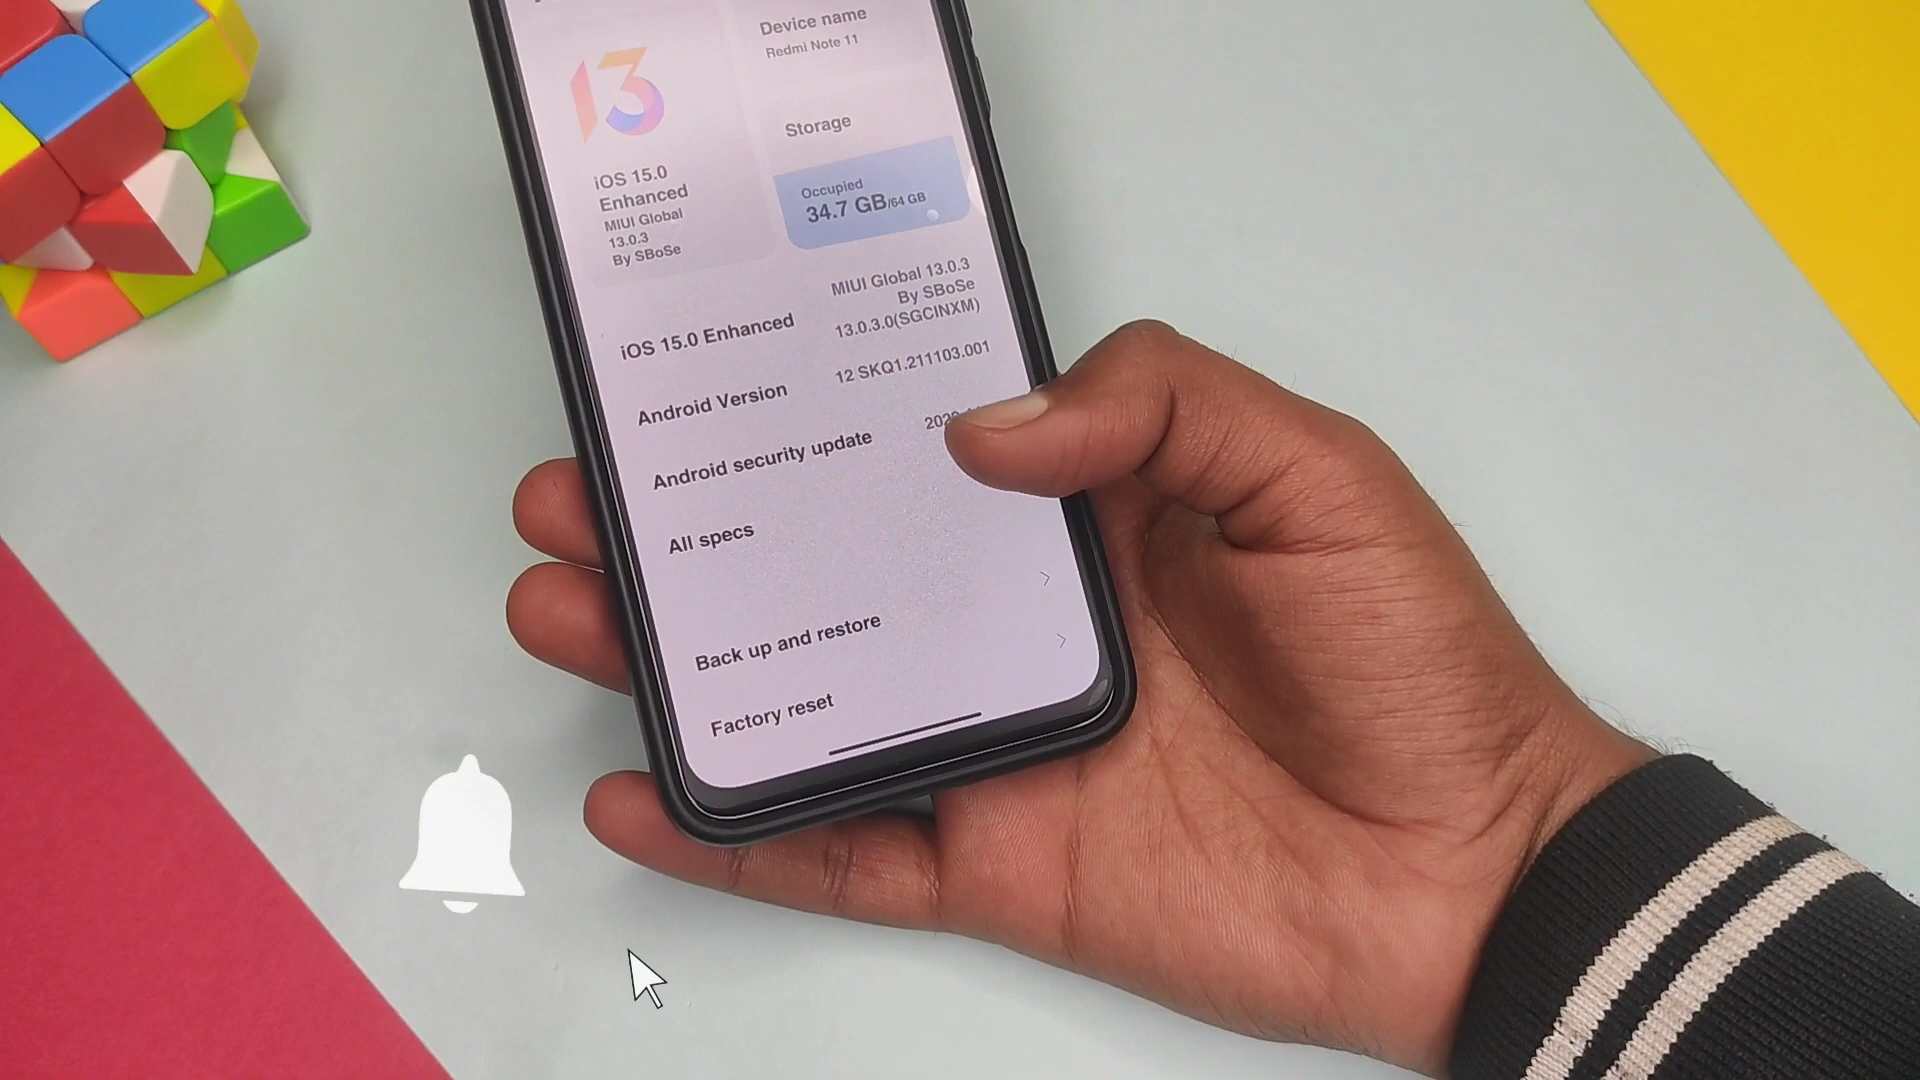 Device name
Redmi Note 11
13
Storage
iOS 15.0
Enhanced
MIUI Global
13.0.3
By SBoSe
Occupied
34.7 GB/64 GB
iOS 15.0 Enhanced
MIUI Global 13.0.3
By SBoSe
13.0.3.0(SGCINXM)
Android Version
12 SKQ1.211103.001
Android security update
All specs
Back up and restore
Factory reset